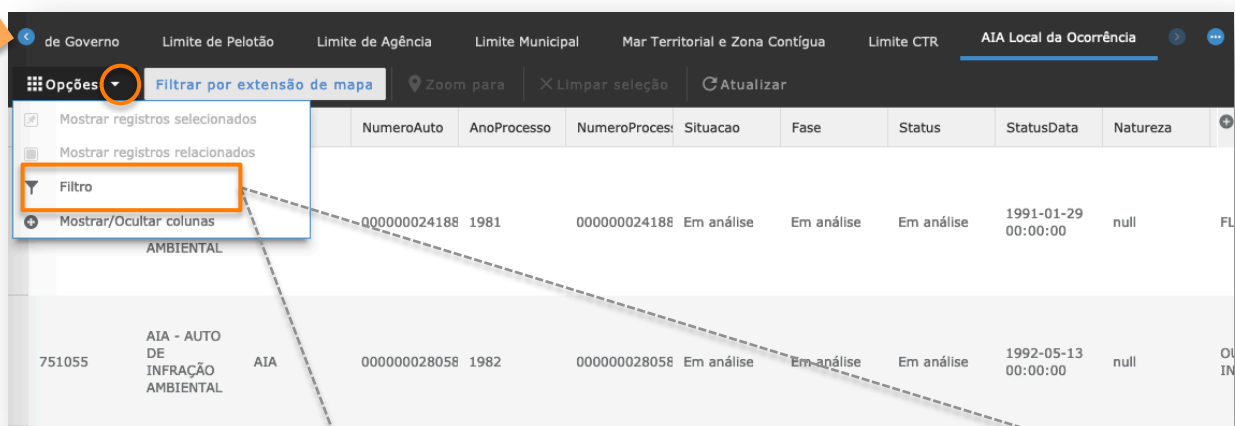 de Governo Limite de Pelotão Limite de Agência Limite Municipal Mar Territorial e Zona Contígua Limite CTR AIA Local da Ocorrência
Opções Filtrar por extensão de mapa Zoom para Limpar seleção Atualizar
Mostrar registros selecionados
Mostrar registros relacionados
Filtro
Mostrar/Ocultar colunas
NumeroAuto AnoProcesso NumeroProces Situacao Fase Status StatusData Natureza
AMBIENTAL 000000024188 1981 000000024188 Em análise Em análise Em análise 1991-01-29 00:00:00 null FL
751055 AIA - AUTO DE INFRAÇÃO AMBIENTAL AIA 000000028058 1982 000000028058 Em análise Em análise Em análise 1992-05-13 00:00:00 null IN